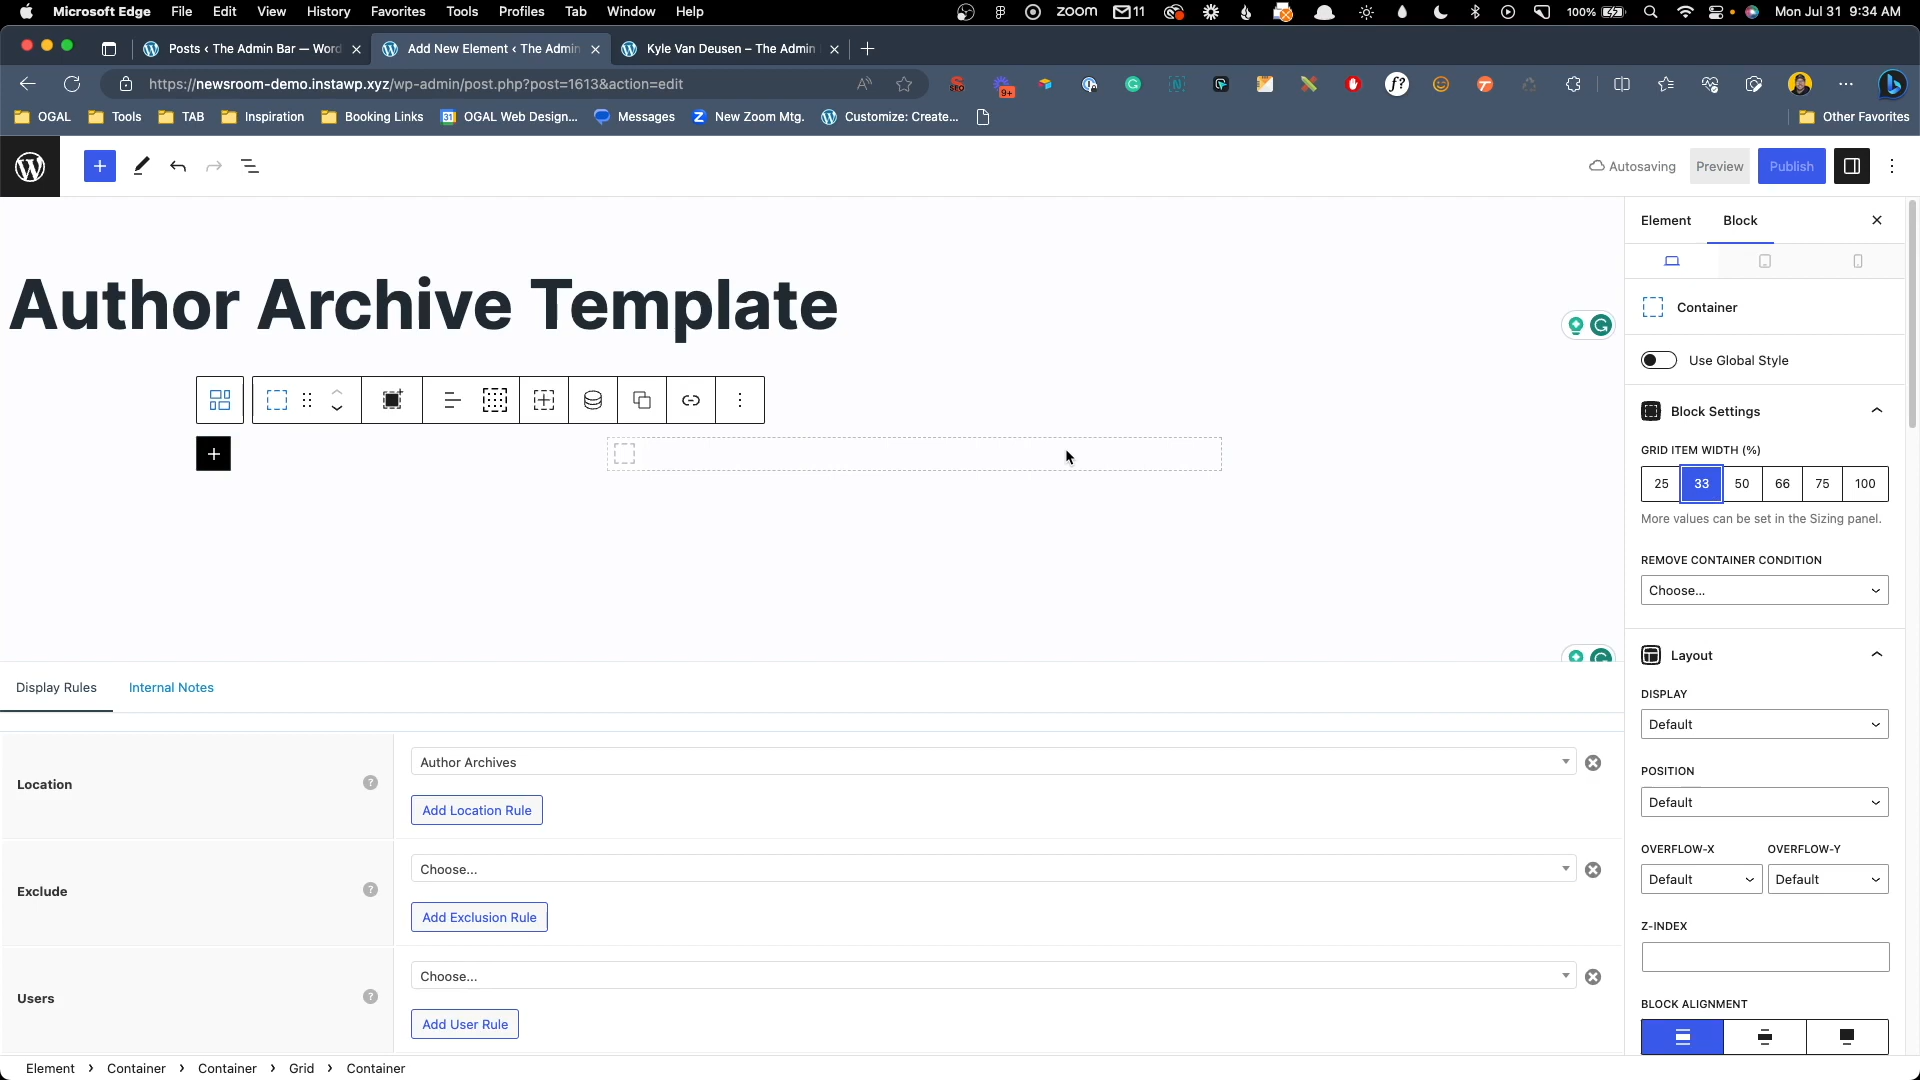 Microsoft Edge File Edit View History Favorites Tools Profiles Tab Window Help zoom 11 100% Mon Jul 31 9:34 AM
Posts ‹ The Admin Bar — Word Add New Element ‹ The Admin Kyle Van Deusen – The Admin
https://newsroom-demo.instawp.xyz/wp-admin/post.php?post=1613&action=edit
SEO 9+ f?
OGAL Tools TAB Inspiration Booking Links 31 OGAL Web Design... Messages New Zoom Mtg. Customize: Create... Other Favorites
Autosaving Preview Publish
Element Block
Author Archive Template
Container
Use Global Style
Block Settings
GRID ITEM WIDTH (%)
25 33 50 66 75 100
More values can be set in the Sizing panel.
REMOVE CONTAINER CONDITION
Choose...
Layout
DISPLAY
Default
POSITION
Default
OVERFLOW-X OVERFLOW-Y
Default Default
Z-INDEX
BLOCK ALIGNMENT
Display Rules Internal Notes
Location ?
Author Archives
Add Location Rule
Exclude ?
Choose...
Add Exclusion Rule
Users ?
Choose...
Add User Rule
Element › Container › Container › Grid › Container